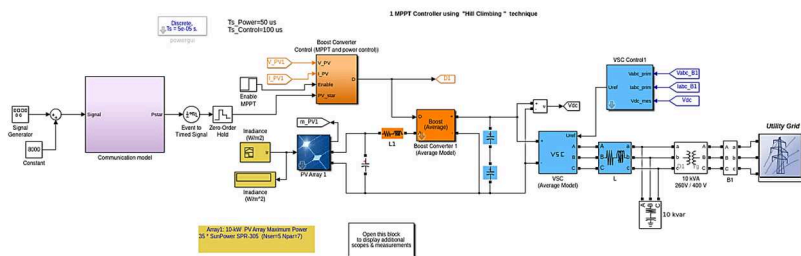 Discrete,
Ts = 5e-05 s.
powergui
Ts_Power=50 us
Ts_Control=100 us
1 MPPT Controller using "Hill Climbing " technique
Boost Converter
Control (MPPT and power control)
V_PV1
I_PV1
V_PV
I_PV
Enable
PV_star
D
D1
Enable
MPPT
VSC Control1
Vabc_prim
Iabc_prim
Vdc_mes
Uref
Vabc_B1
Iabc_B1
Vdc
Signal
Generator
8000
Constant
Signal
Pstar
Communication model
Event to
Timed Signal
Zero-Order
Hold
Irradiance
(W/m2)
Irradiance
(W/m^2)
m_PV1
PV Array 1
L1
D
Boost
(Average)
Boost Converter 1
(Average Model)
Vdc
Uref
VSC
A
B
C
VSC
(Average Model)
L
10 kvar
10 kVA
260V / 400 V
B1
Utility Grid
Array1: 10-kW PV Array Maximum Power
35 * SunPower SPR-305 (Nser=5 Npar=7)
Open this block
to display additional
scopes & measurements